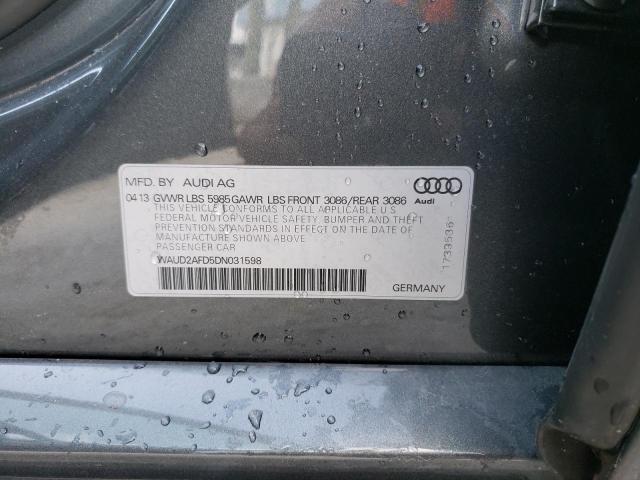 MFD. BY AUDI AG
04 13 GVWR LBS 5985 GAWR LBS FRONT 3086/REAR 3086
THIS VEHICLE CONFORMS TO ALL APPLICABLE U S
FEDERAL MOTOR VEHICLE SAFETY, BUMPER AND THEFT
PREVENTION STANDARDS IN EFFECT ON THE DATE OF
MANUFACTURE SHOWN ABOVE
PASSENGER CAR
WAUD2AFD5DN031598
GERMANY
Audi
1733536